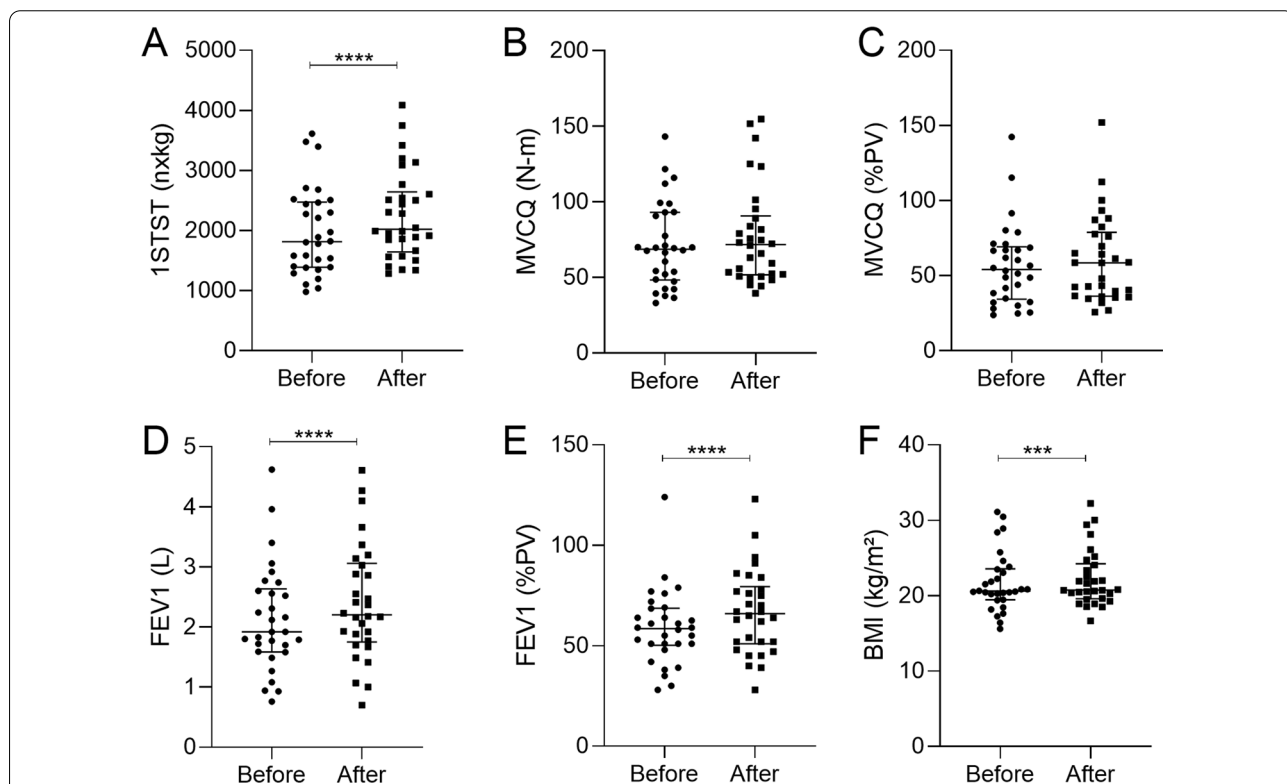 A
1STST (nxkg)
5000
4000
3000
2000
1000
0
****
Before After
B
MVCQ (N-m)
200
150
100
50
0
Before After
C
MVCQ (%PV)
200
150
100
50
0
Before After
D
FEV1 (L)
5
4
3
2
1
0
****
Before After
E
FEV1 (%PV)
150
100
50
0
****
Before After
F
BMI (kg/m²)
40
30
20
10
0
***
Before After